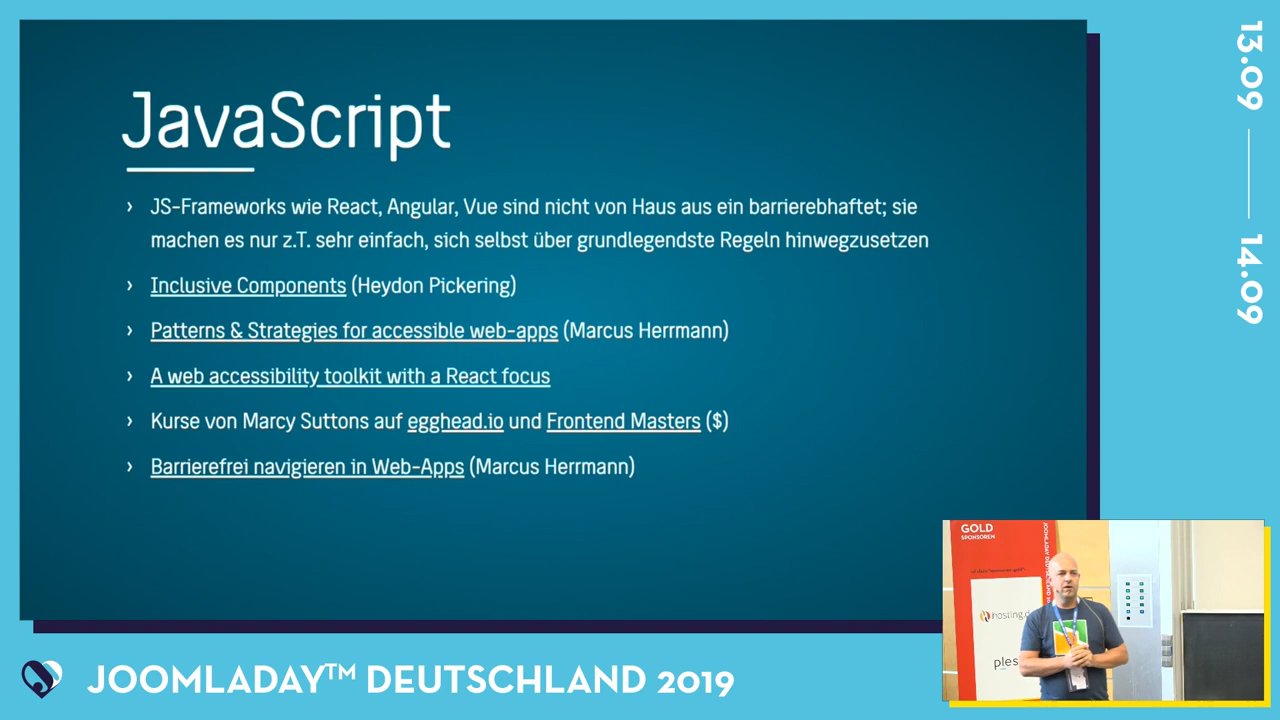 JavaScript
› JS-Frameworks wie React, Angular, Vue sind nicht von Haus aus ein barrierebhaftet; sie
machen es nur z.T. sehr einfach, sich selbst über grundlegendste Regeln hinwegzusetzen
› Inclusive Components (Heydon Pickering)
› Patterns & Strategies for accessible web-apps (Marcus Herrmann)
› A web accessibility toolkit with a React focus
› Kurse von Marcy Suttons auf egghead.io und Frontend Masters ($)
› Barrierefrei navigieren in Web-Apps (Marcus Herrmann)
13.09
14.09
GOLD
SPONSOREN
JOOMLADAY DEUTSCHLAND
hosting.d
ples
JOOMLADAY™ DEUTSCHLAND 2019